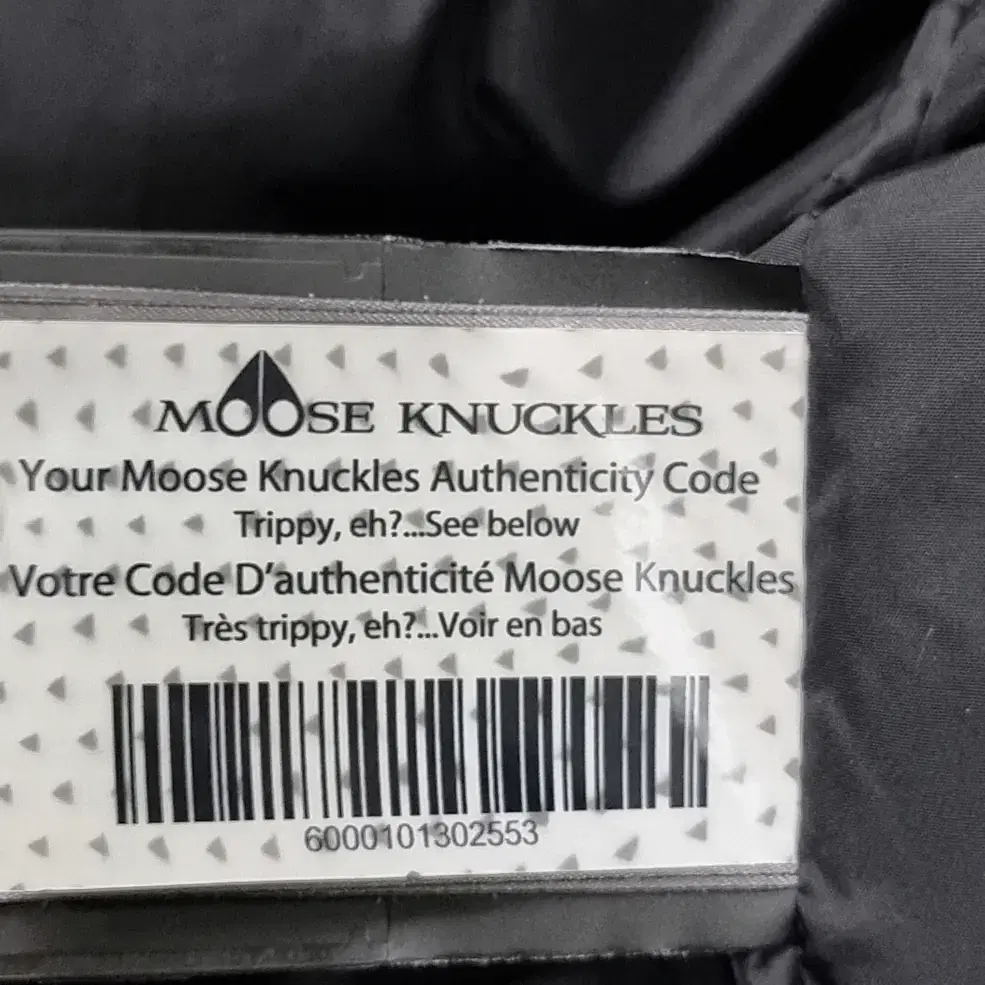 MOOSE KNUCKLES
Your Moose Knuckles Authenticity Code
Trippy, eh?...See below
Votre Code D'authenticité Moose Knuckles
Très trippy, eh?...Voir en bas
6000101302553